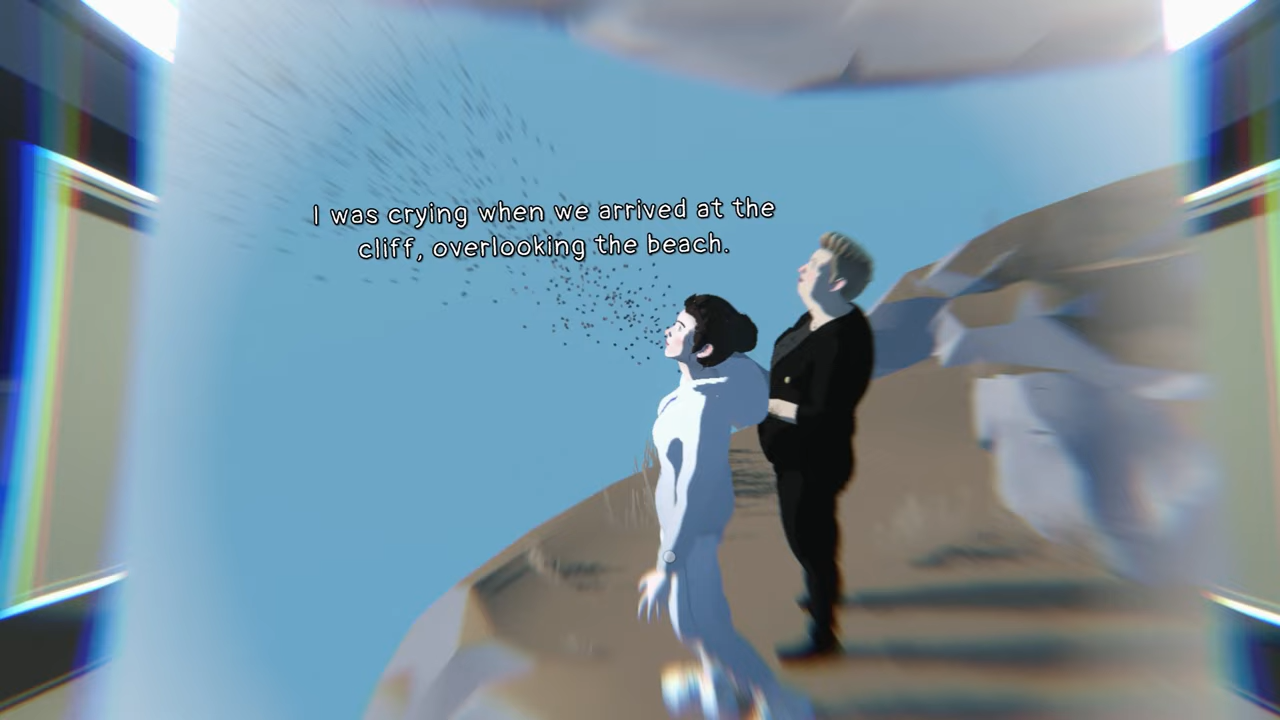 I was crying when we arrived at the
cliff, overlooking the beach.